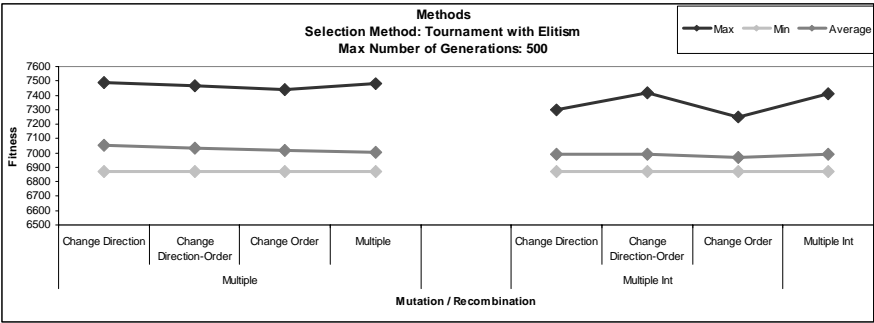 Methods
Selection Method: Tournament with Elitism
Max Number of Generations: 500
Max Min Average
7600
7500
7400
7300
7200
7100
7000
6900
6800
6700
6600
6500
Fitness
Change Direction Change Direction-Order Change Order Multiple Change Direction Change Direction-Order Change Order Multiple Int
Multiple Multiple Int
Mutation / Recombination